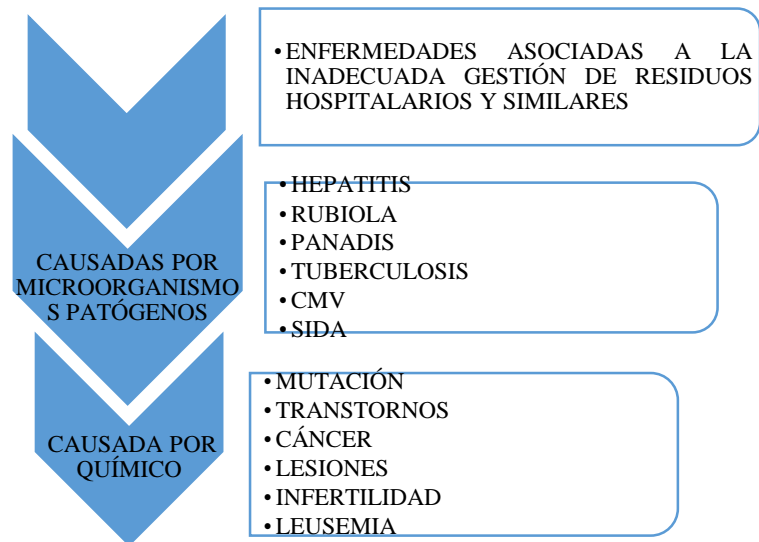 • ENFERMEDADES ASOCIADAS A LA
INADECUADA GESTIÓN DE RESIDUOS
HOSPITALARIOS Y SIMILARES
CAUSADAS POR
MICROORGANISMO
S PATÓGENOS
• HEPATITIS
• RUBIOLA
• PANADIS
• TUBERCULOSIS
• CMV
• SIDA
CAUSADA POR
QUÍMICO
• MUTACIÓN
• TRANSTORNOS
• CÁNCER
• LESIONES
• INFERTILIDAD
• LEUSEMIA